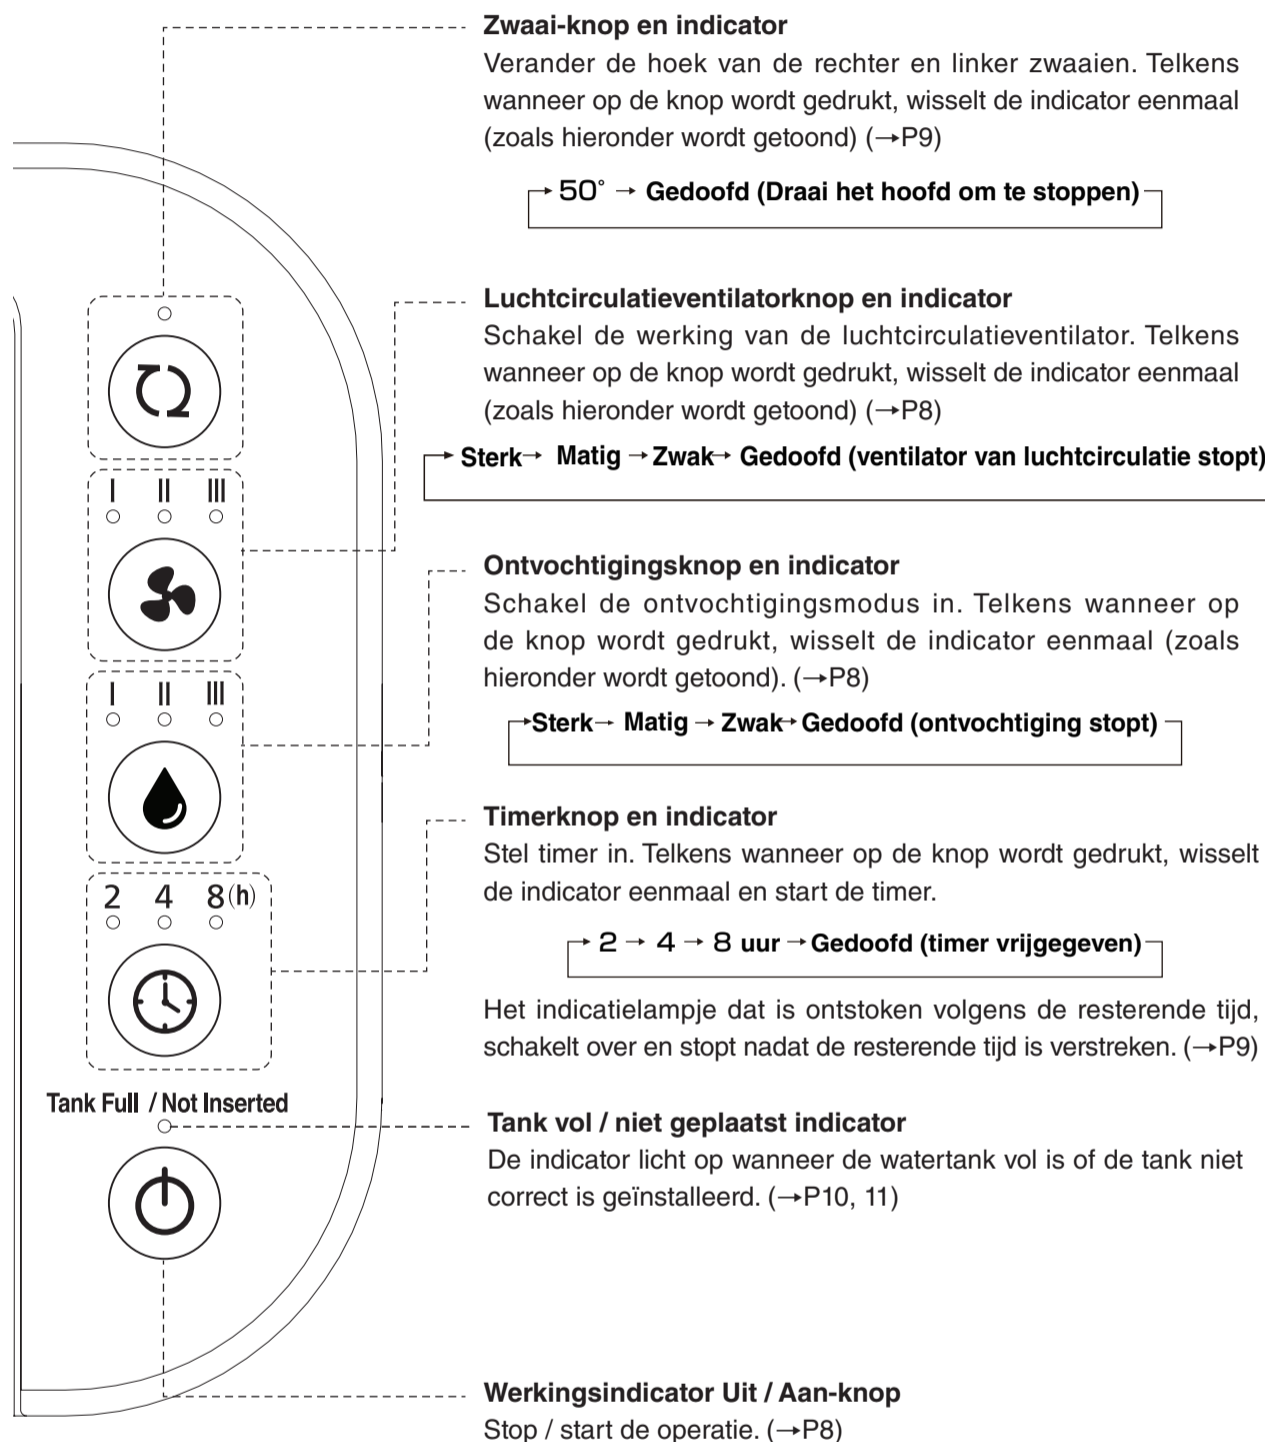 Zwaai-knop en indicator
Verander de hoek van de rechter en linker zwaaien. Telkens
wanneer op de knop wordt gedrukt, wisselt de indicator eenmaal
(zoals hieronder wordt getoond) (→P9)
→ 50° → Gedoofd (Draai het hoofd om te stoppen)
Luchtcirculatieventilatorknop en indicator
Schakel de werking van de luchtcirculatieventilator. Telkens
wanneer op de knop wordt gedrukt, wisselt de indicator eenmaal
(zoals hieronder wordt getoond) (→P8)
→ Sterk → Matig → Zwak → Gedoofd (ventilator van luchtcirculatie stopt)
I II III
Ontvochtigingsknop en indicator
Schakel de ontvochtigingsmodus in. Telkens wanneer op
de knop wordt gedrukt, wisselt de indicator eenmaal (zoals
hieronder wordt getoond). (→P8)
I II III
→ Sterk → Matig → Zwak → Gedoofd (ontvochtiging stopt)
Timerknop en indicator
Stel timer in. Telkens wanneer op de knop wordt gedrukt, wisselt
de indicator eenmaal en start de timer.
2 4 8 (h)
→ 2 → 4 → 8 uur → Gedoofd (timer vrijgegeven)
Het indicatielampje dat is ontstoken volgens de resterende tijd,
schakelt over en stopt nadat de resterende tijd is verstreken. (→P9)
Tank Full / Not Inserted
Tank vol / niet geplaatst indicator
De indicator licht op wanneer de watertank vol is of de tank niet
correct is geïnstalleerd. (→P10, 11)
Werkingsindicator Uit / Aan-knop
Stop / start de operatie. (→P8)